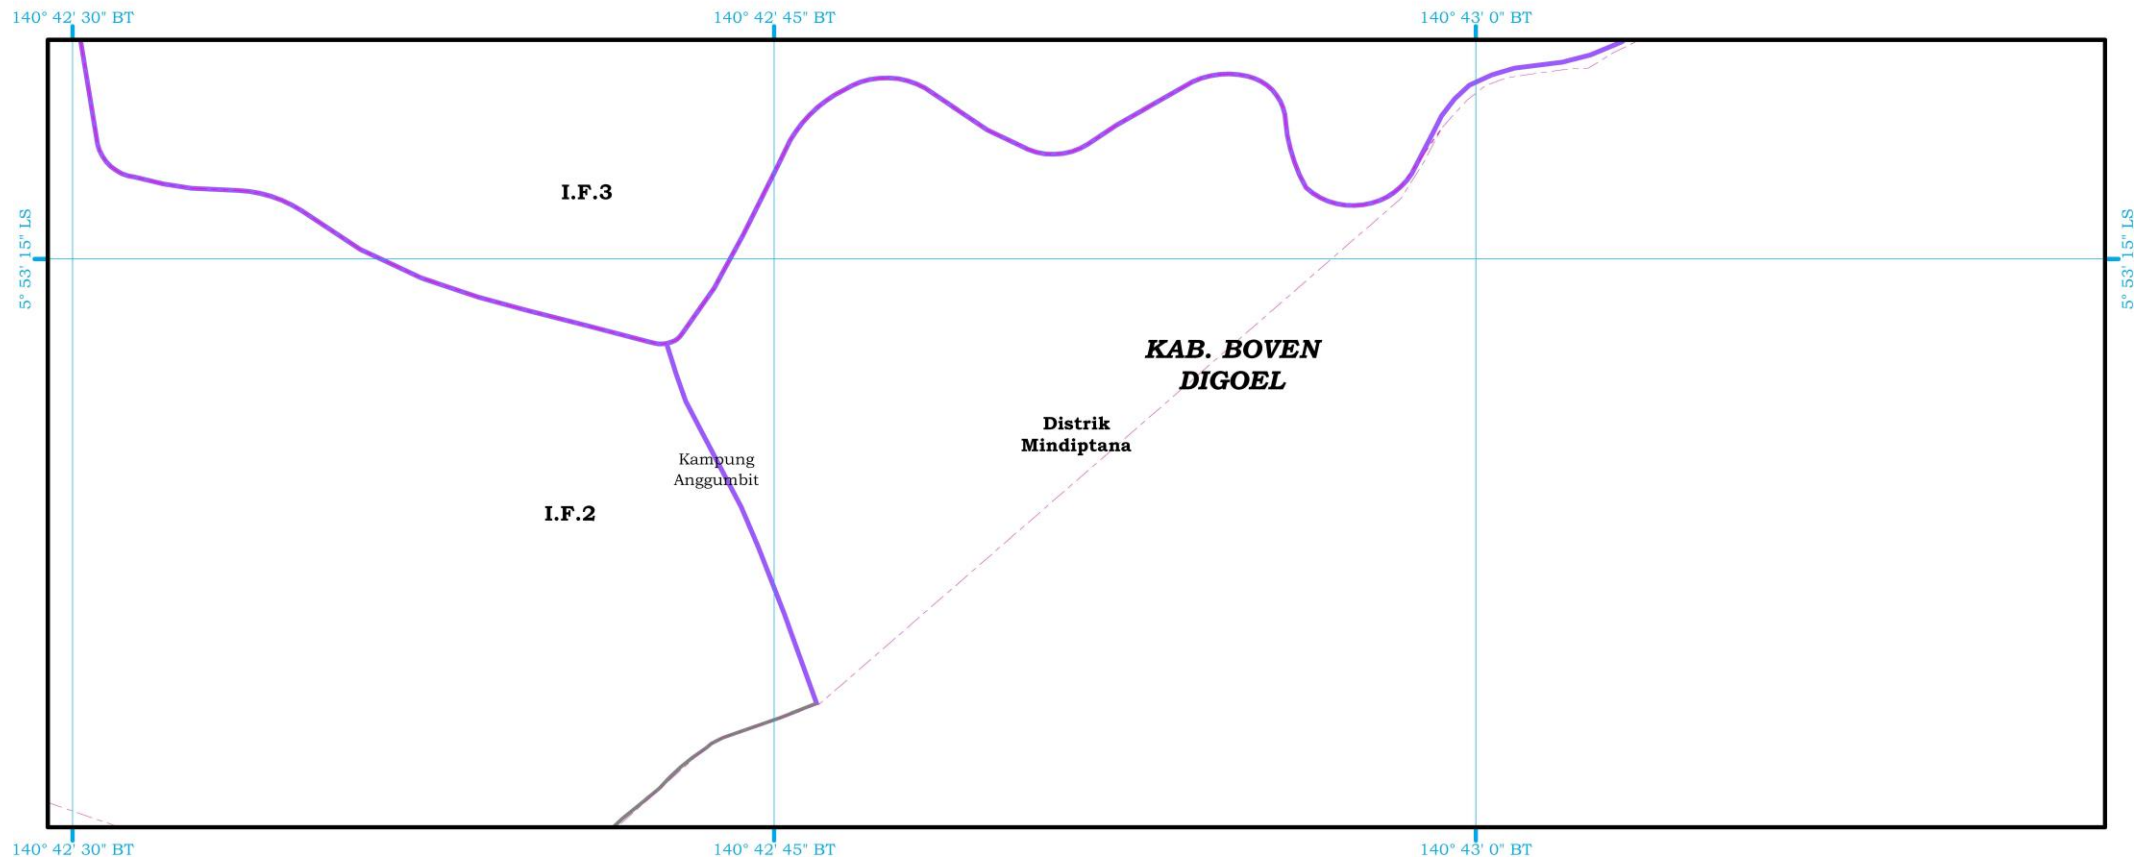 140° 42' 30" BT
140° 42' 45" BT
140° 43' 0" BT
I.F.3
5° 53' 15" LS
5° 53' 15" LS
KAB. BOVEN
DIGOEL
Distrik
Mindiptana
Kampung
Anggumbit
I.F.2
140° 42' 30" BT
140° 42' 45" BT
140° 43' 0" BT